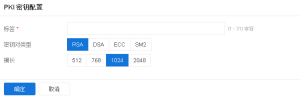 PKI 密钥配置
标签 * (1 - 31) 字符
密钥对类型 RSA DSA ECC SM2
模长 512 768 1024 2048
确定 取消